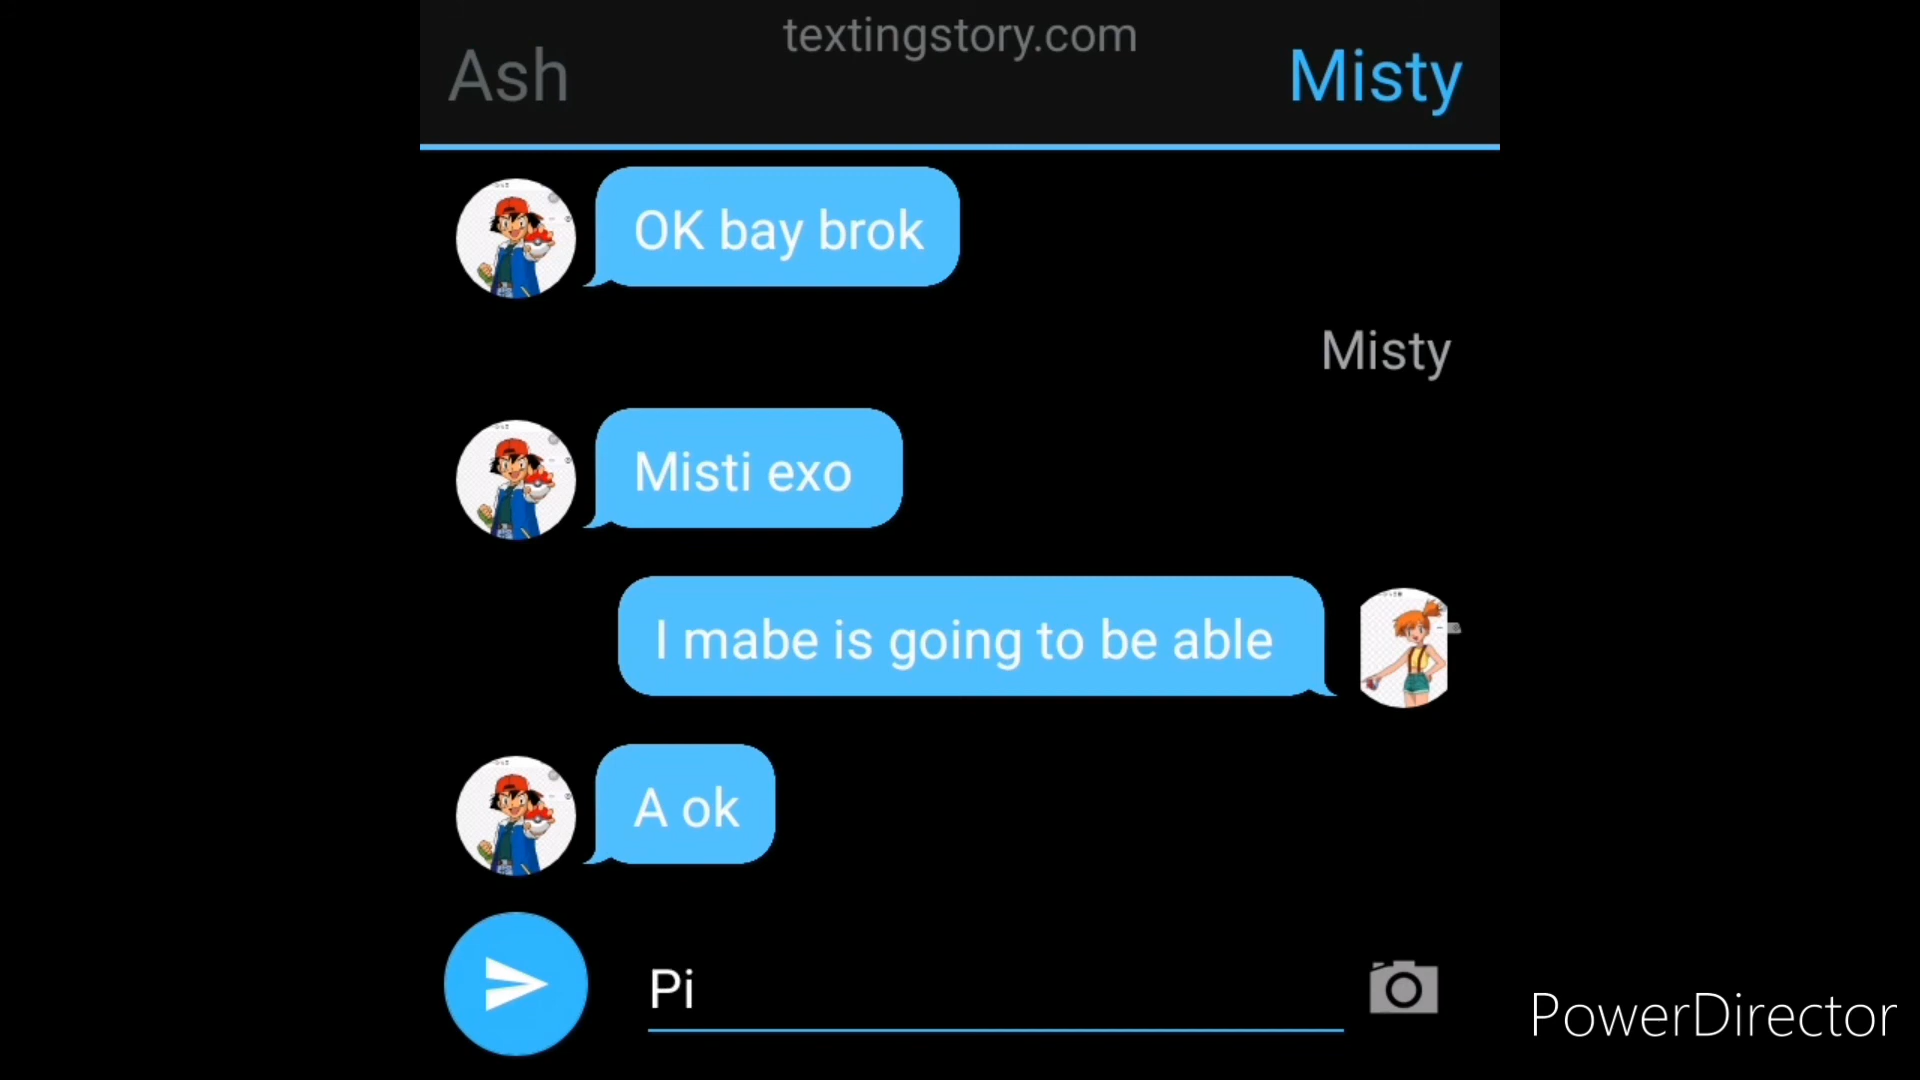 textingstory.com
Ash
Misty
OK bay brok
Misty
Misti exo
I mabe is going to be able
A ok
Pi
PowerDirector